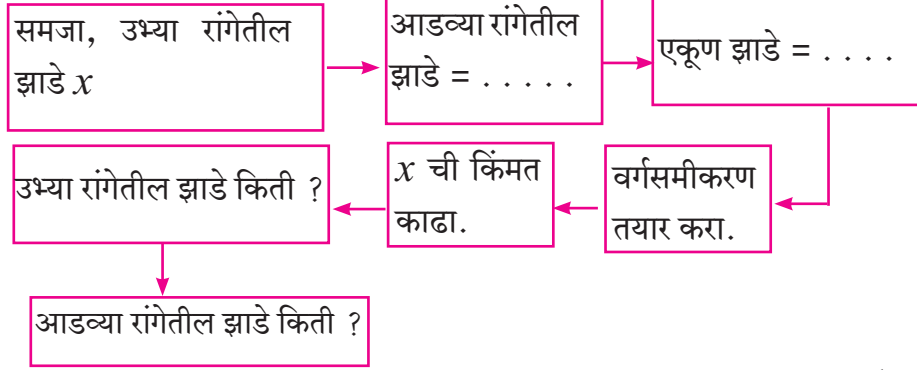 समजा, उभ्या रांगेतील
झाडे x
आडव्या रांगेतील
झाडे = . . . . .
एकूण झाडे = . . . .
वर्गसमीकरण
तयार करा.
x ची किंमत
काढा.
उभ्या रांगेतील झाडे किती ?
आडव्या रांगेतील झाडे किती ?